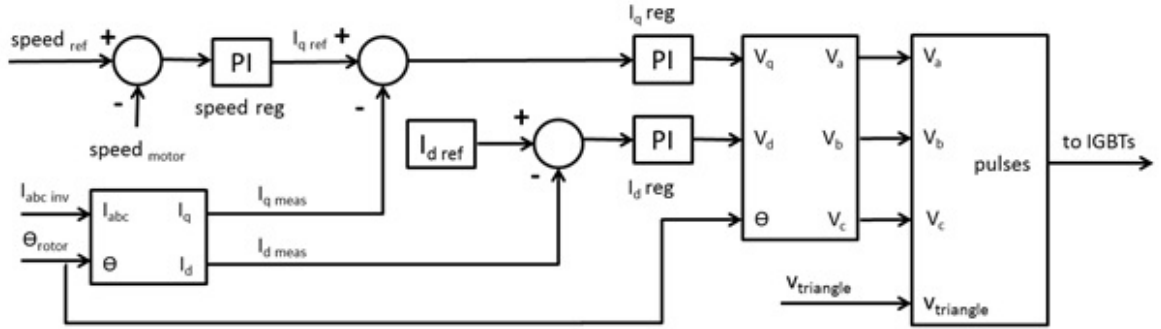 speed ref
+
-
speed motor
PI
speed reg
Iq ref
+
-
Iq reg
PI
Id ref
+
-
PI
Id reg
Iabc inv
Θrotor
Iabc
Iq
Θ
Id
Iq meas
Id meas
Vq
Va
Vd
Vb
Θ
Vc
Va
Vb
pulses
Vc
vtriangle
vtriangle
to IGBTs